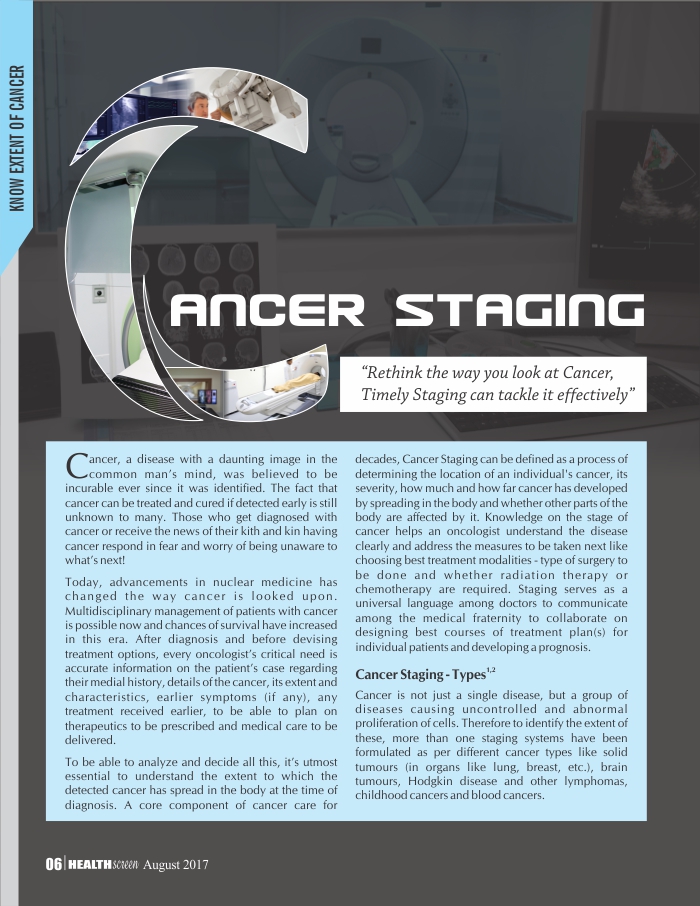 KNOW EXTENT OF CANCER
CANCER STAGING
“Rethink the way you look at Cancer,
Timely Staging can tackle it effectively”
Cancer, a disease with a daunting image in the
common man’s mind, was believed to be
incurable ever since it was identified. The fact that
cancer can be treated and cured if detected early is still
unknown to many. Those who get diagnosed with
cancer or receive the news of their kith and kin having
cancer respond in fear and worry of being unaware to
what’s next!
Today, advancements in nuclear medicine has
changed the way cancer is looked upon.
Multidisciplinary management of patients with cancer
is possible now and chances of survival have increased
in this era. After diagnosis and before devising
treatment options, every oncologist’s critical need is
accurate information on the patient’s case regarding
their medial history, details of the cancer, its extent and
characteristics, earlier symptoms (if any), any
treatment received earlier, to be able to plan on
therapeutics to be prescribed and medical care to be
delivered.
To be able to analyze and decide all this, it’s utmost
essential to understand the extent to which the
detected cancer has spread in the body at the time of
diagnosis. A core component of cancer care for
decades, Cancer Staging can be defined as a process of
determining the location of an individual's cancer, its
severity, how much and how far cancer has developed
by spreading in the body and whether other parts of the
body are affected by it. Knowledge on the stage of
cancer helps an oncologist understand the disease
clearly and address the measures to be taken next like
choosing best treatment modalities - type of surgery to
be done and whether radiation therapy or
chemotherapy are required. Staging serves as a
universal language among doctors to communicate
among the medical fraternity to collaborate on
designing best courses of treatment plan(s) for
individual patients and developing a prognosis.
Cancer Staging - Types1,2
Cancer is not just a single disease, but a group of
diseases causing uncontrolled and abnormal
proliferation of cells. Therefore to identify the extent of
these, more than one staging systems have been
formulated as per different cancer types like solid
tumours (in organs like lung, breast, etc.), brain
tumours, Hodgkin disease and other lymphomas,
childhood cancers and blood cancers.
06 | HEALTH screen August 2017